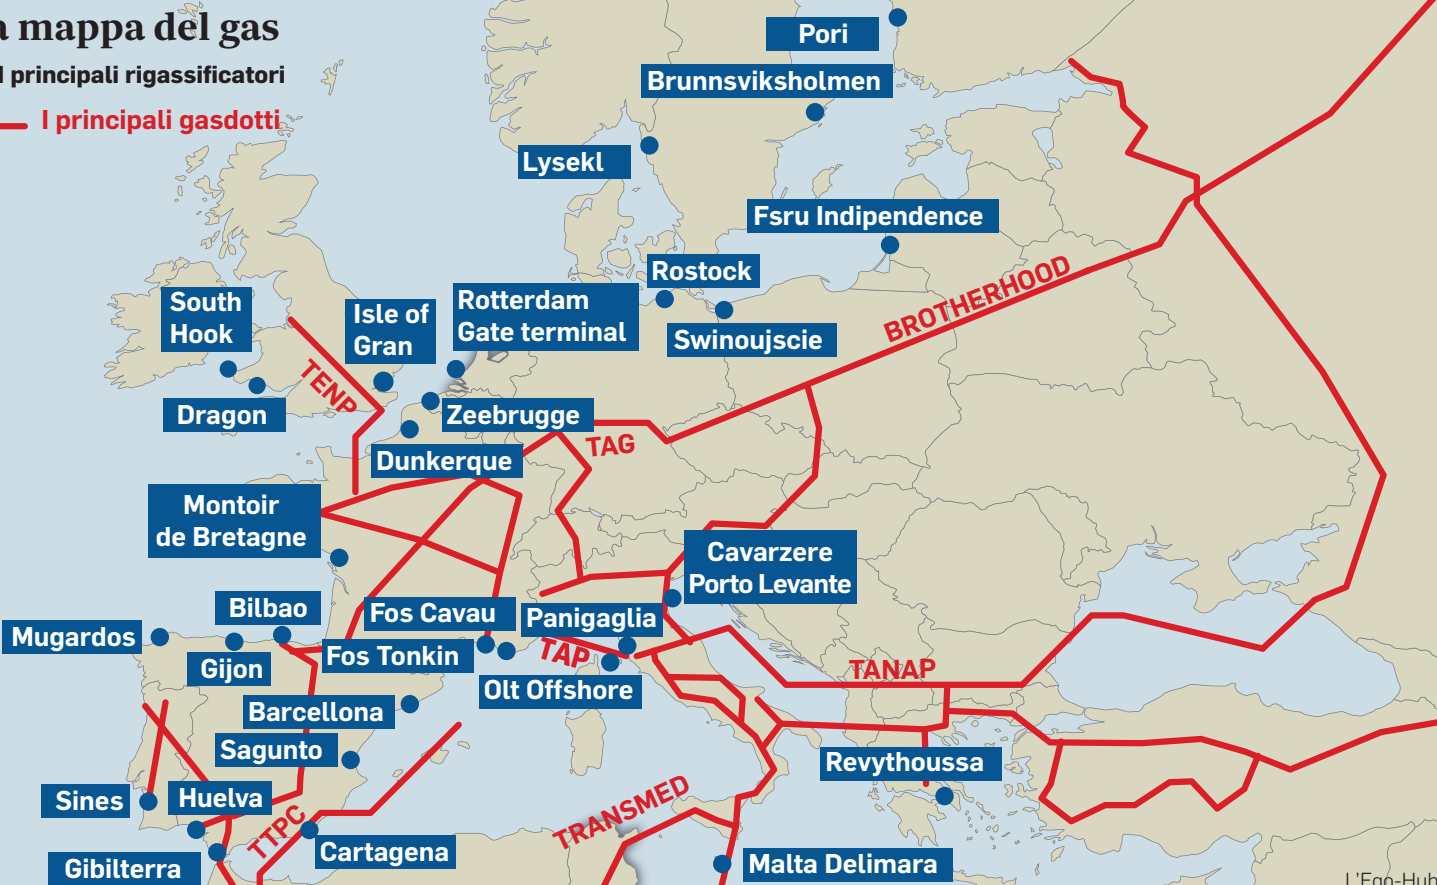 a mappa del gas
I principali rigassificatori
I principali gasdotti
Pori
Brunnsviksholmen
Lysekl
Fsru Indipendence
Rostock
Swinoujscie
BROTHERHOOD
South
Hook
Isle of
Gran
Rotterdam
Gate terminal
TENP
Dragon
Zeebrugge
TAG
Dunkerque
Montoir
de Bretagne
Cavarzere
Porto Levante
Bilbao
Fos Cavau
Panigaglia
Mugardos
Gijon
Fos Tonkin
TAP
TANAP
Olt Offshore
Barcellona
Sagunto
Revythoussa
Sines
Huelva
TTPC
TRANSMED
Cartagena
Gibilterra
Malta Delimara
L'Ego-Hub